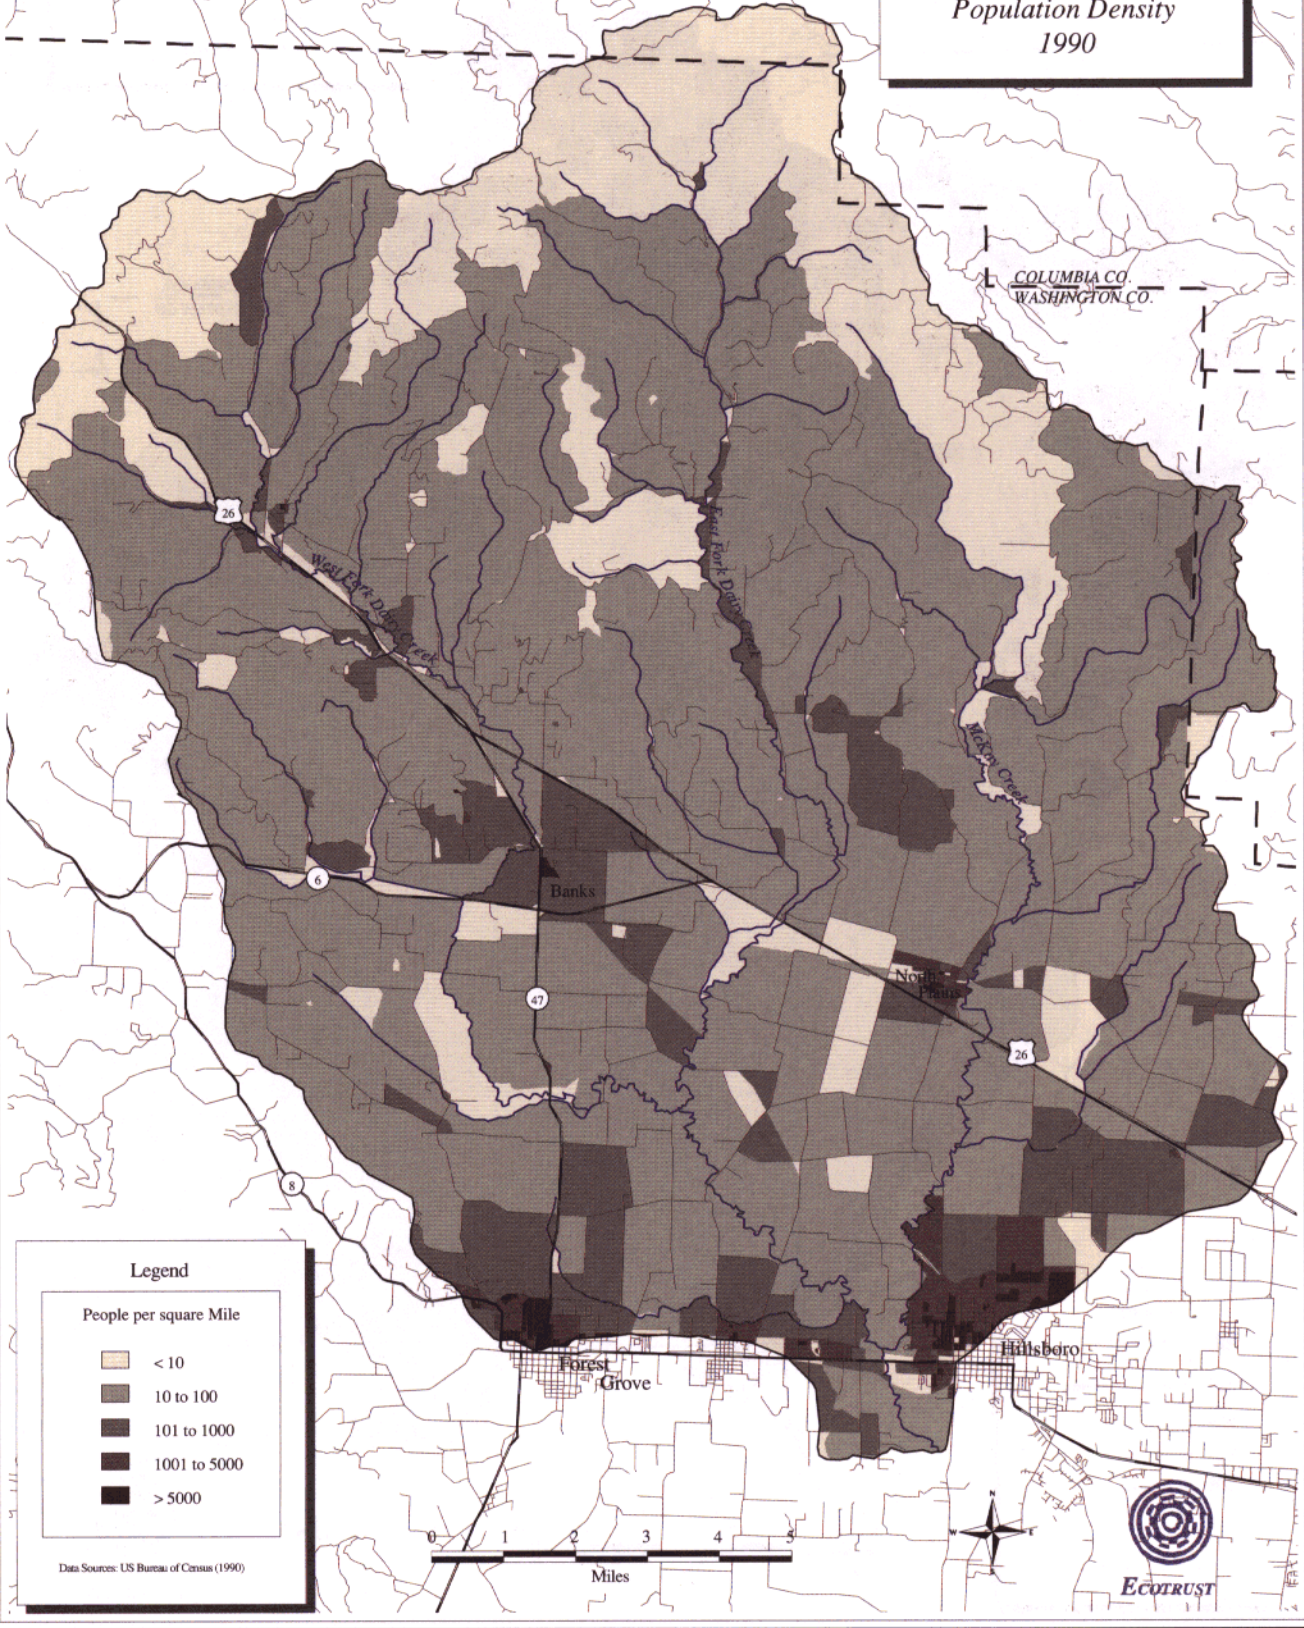 Population Density
1990
COLUMBIA CO.
WASHINGTON CO.
26
West Fork Dairy Creek
East Fork Dairy Creek
McKay Creek
6
Banks
North
Plains
47
26
8
Forest
Grove
Hillsboro
Legend
People per square Mile
< 10
10 to 100
101 to 1000
1001 to 5000
> 5000
Data Sources: US Bureau of Census (1990)
0 1 2 3 4 5
Miles
N
W E
S
ECOTRUST